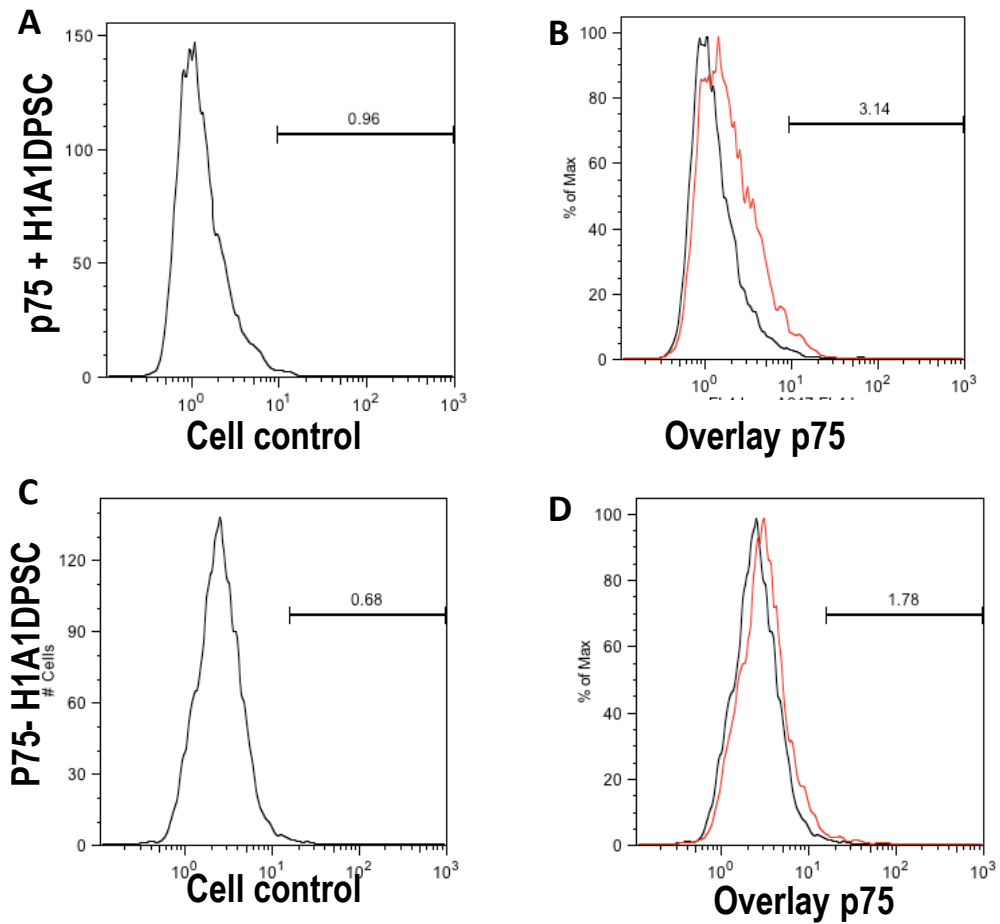 A
p75 + H1A1DPSC
150
100
50
0
0.96
10^0 10^1 10^2 10^3
Cell control
B
% of Max
100
80
60
40
20
0
3.14
10^0 10^1 10^2 10^3
Overlay p75
C
P75- H1A1DPSC
# Cells
120
90
60
30
0
0.68
10^0 10^1 10^2 10^3
Cell control
D
% of Max
100
80
60
40
20
0
1.78
10^0 10^1 10^2 10^3
Overlay p75